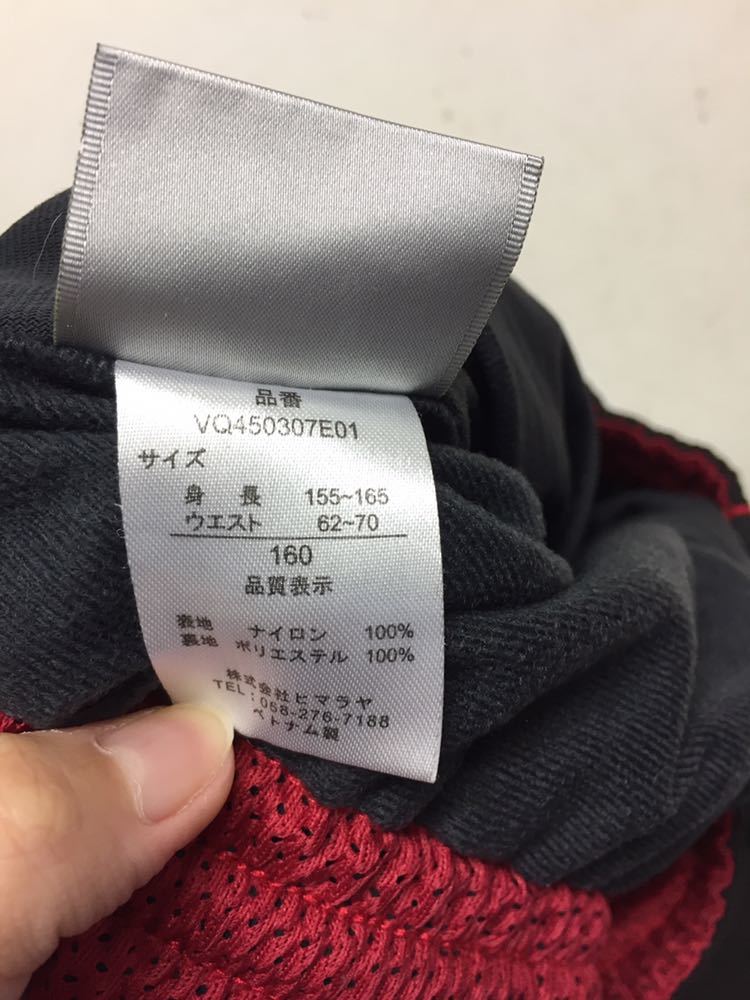 品番
VQ450307E01
サイズ
身 長 155~165
ウエスト 62~70
160
品質表示
表地 ナイロン 100%
裏地 ポリエステル 100%
株式会社ヒマラヤ
TEL:058-276-7188
ベトナム製